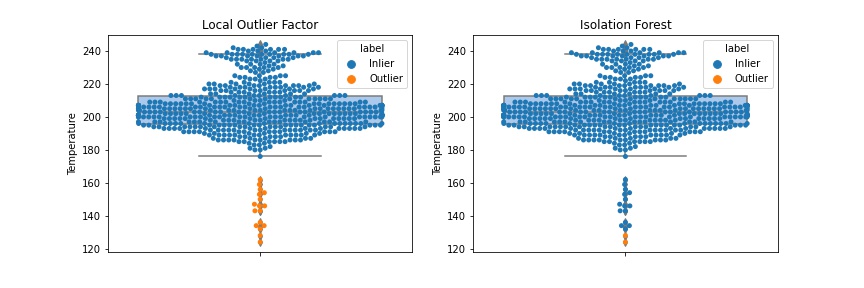 Local Outlier Factor
Temperature
240
220
200
180
160
140
120
label
Inlier
Outlier
Isolation Forest
Temperature
240
220
200
180
160
140
120
label
Inlier
Outlier